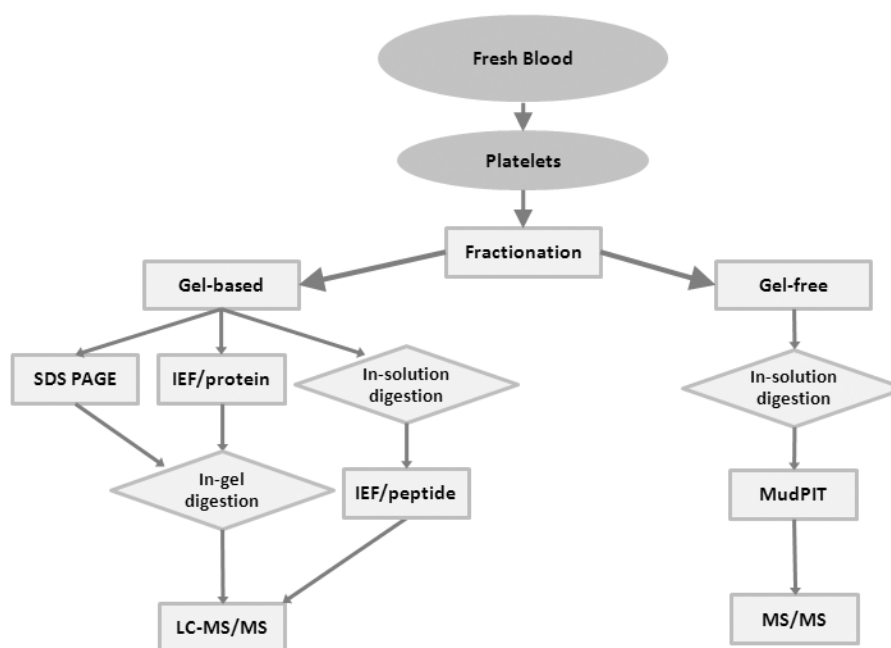 Fresh Blood
Platelets
Fractionation
Gel-based
Gel-free
SDS PAGE
IEF/protein
In-solution
digestion
In-solution
digestion
In-gel
digestion
IEF/peptide
MudPIT
LC-MS/MS
MS/MS